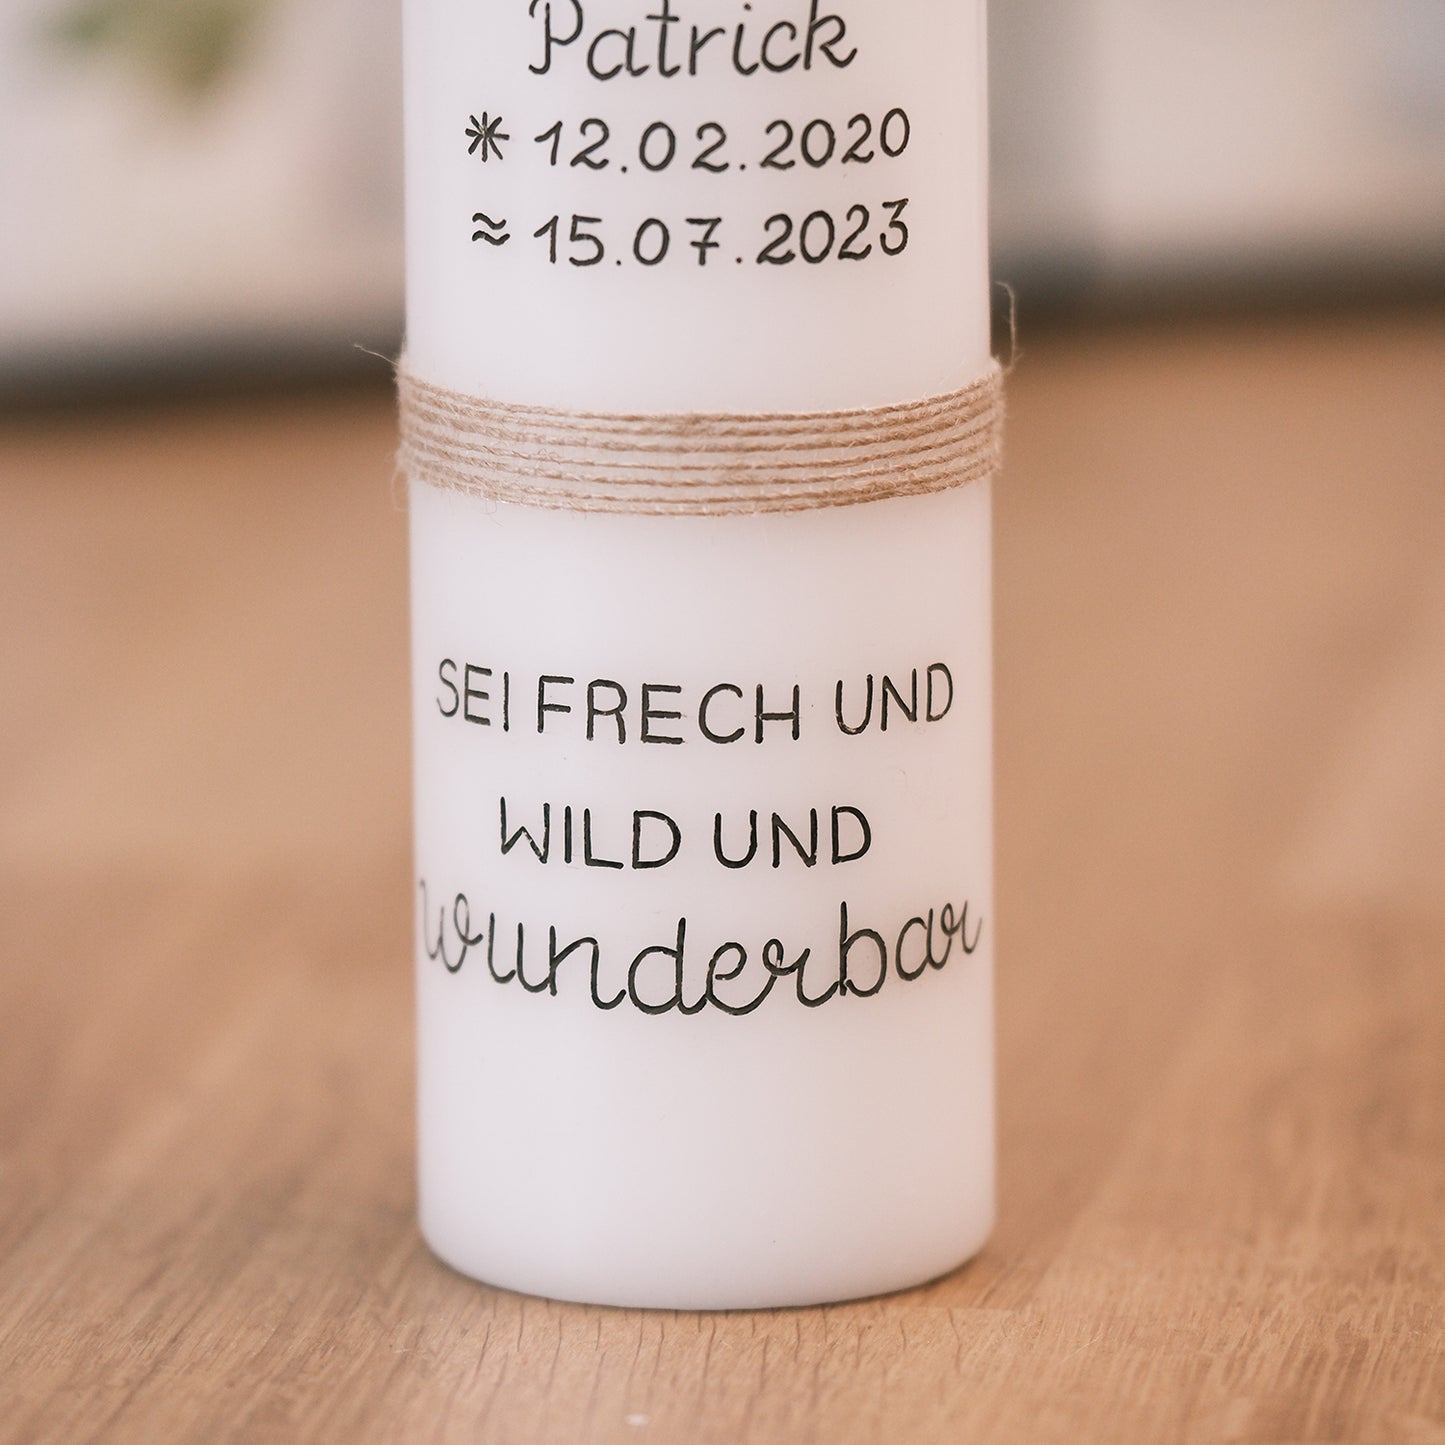 Patrick
* 12.02.2020
≈ 15.07.2023
SEI FRECH UND
WILD UND
wunderbar